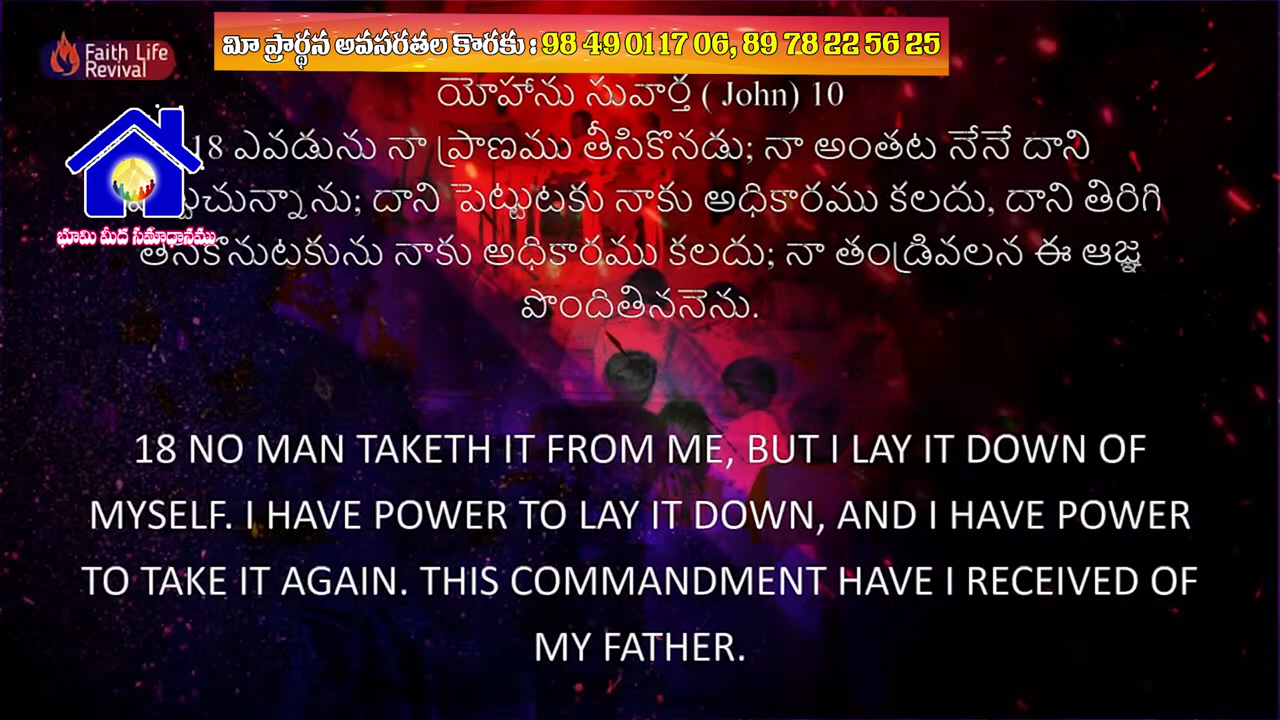 Faith Life
Revival
మీ ప్రార్థన అవసరతల కొరకు : 98 49 01 17 06, 89 78 22 56 25
యోహాను సువార్త ( John) 10
18 ఎవడును నా ప్రాణము తీసికొనడు; నా అంతట నేనే దాని
దాని పెట్టుటకు నాకు అధికారము కలదు, దాని తిరిగి
నాకు అధికారము కలదు; నా తండ్రివలన ఈ ఆజ్ఞ
పొందితిననెను.
భూమి మీద సమాధానము
18 NO MAN TAKETH IT FROM ME, BUT I LAY IT DOWN OF
MYSELF. I HAVE POWER TO LAY IT DOWN, AND I HAVE POWER
TO TAKE IT AGAIN. THIS COMMANDMENT HAVE I RECEIVED OF
MY FATHER.